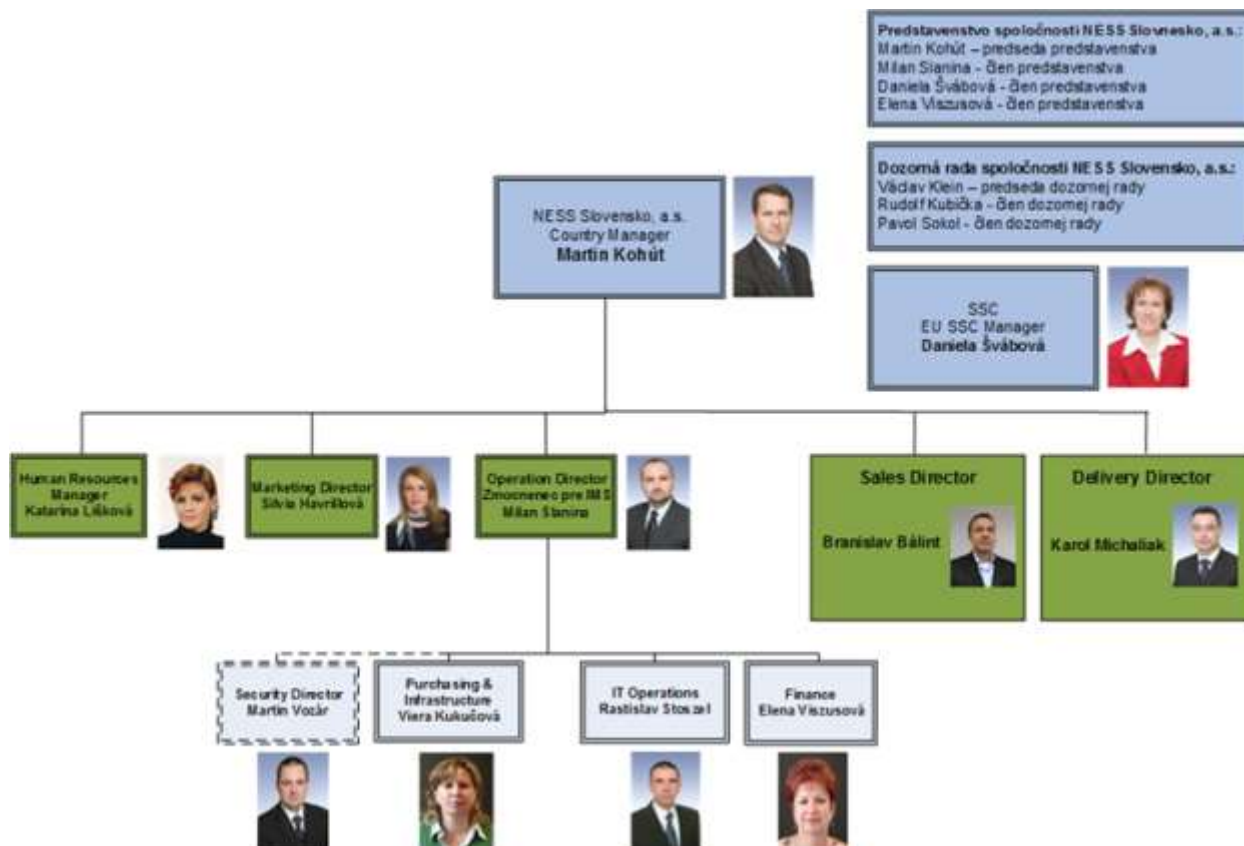 Predstavenstvo spoločnosti NESS Slovnesko, a.s.:
Martin Kohút – predseda predstavenstva
Milan Slanina - člen predstavenstva
Daniela Švábová - člen predstavenstva
Elena Viszusová - člen predstavenstva
Dozorná rada spoločnosti NESS Slovensko, a.s.:
Václav Klein – predseda dozornej rady
Rudolf Kubička - člen dozornej rady
Pavol Sokol - člen dozornej rady
NESS Slovensko, a.s.
Country Manager
Martin Kohút
SSC
EU SSC Manager
Daniela Švábová
Human Resources
Manager
Katarína Lišková
Marketing Director
Silvia Havrillová
Operation Director
Zmocnenec pre IMS
Milan Slanina
Sales Director
Branislav Bálint
Delivery Director
Karol Michaliak
Security Director
Martin Vozár
Purchasing &
Infrastructure
Viera Kukučová
IT Operations
Rastislav Stoszel
Finance
Elena Viszusová